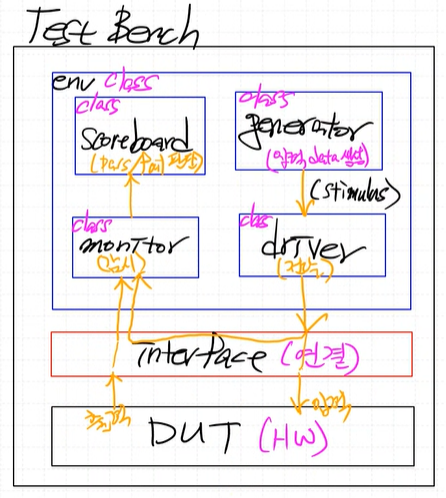 Test Bench
env class
class
scoreboard
(pass/fail 판단)
class
generator
(입력 data 생성)
(stimulus)
class
monitor
(감시)
class
driver
(전송)
interface (연결)
출력
입력
DUT (HW)